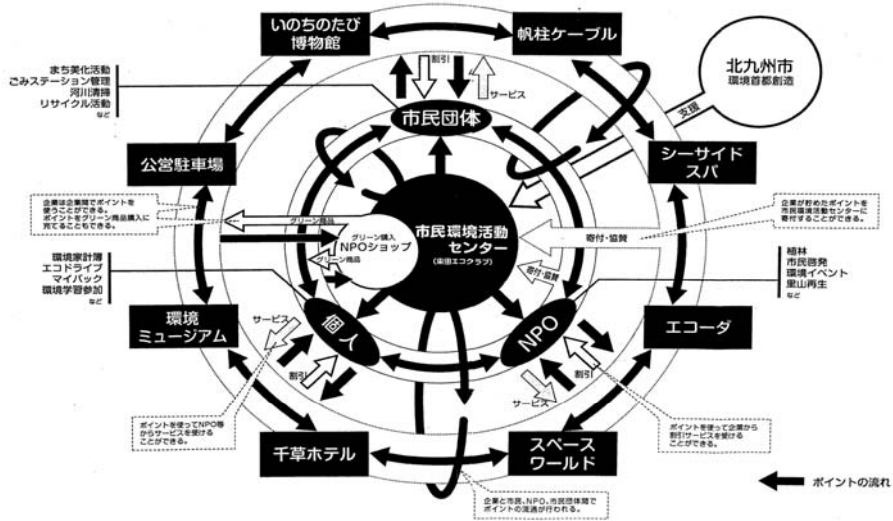 いのちのたび
博物館
帆柱ケーブル
まち美化活動
ごみステーション管理
河川清掃
リサイクル活動
など
割引
サービス
市民団体
北九州市
環境首都創造
支援
公営駐車場
シーサイド
スパ
企業は企業間でポイントを
使うことができる。
ポイントをグリーン商品購入に
充てることもできる。
グリーン商品
グリーン購入
NPOショップ
グリーン商品
市民環境活動
センター
(東田エコクラブ)
寄付・協賛
寄付・協賛
企業が貯めたポイントを
市民環境活動センターに
寄付することができる。
環境家計簿
エコドライブ
マイバック
環境学習参加
など
植林
市民啓発
環境イベント
里山再生
など
環境
ミュージアム
サービス
個人
割引
NPO
割引
サービス
エコーダ
ポイントを使ってNPO等
からサービスを受ける
ことができる。
ポイントを使って企業から
割引サービスを受ける
ことができる。
千草ホテル
スペース
ワールド
企業と市民、NPO、市民団体間で
ポイントの流通が行われる。
ポイントの流れ